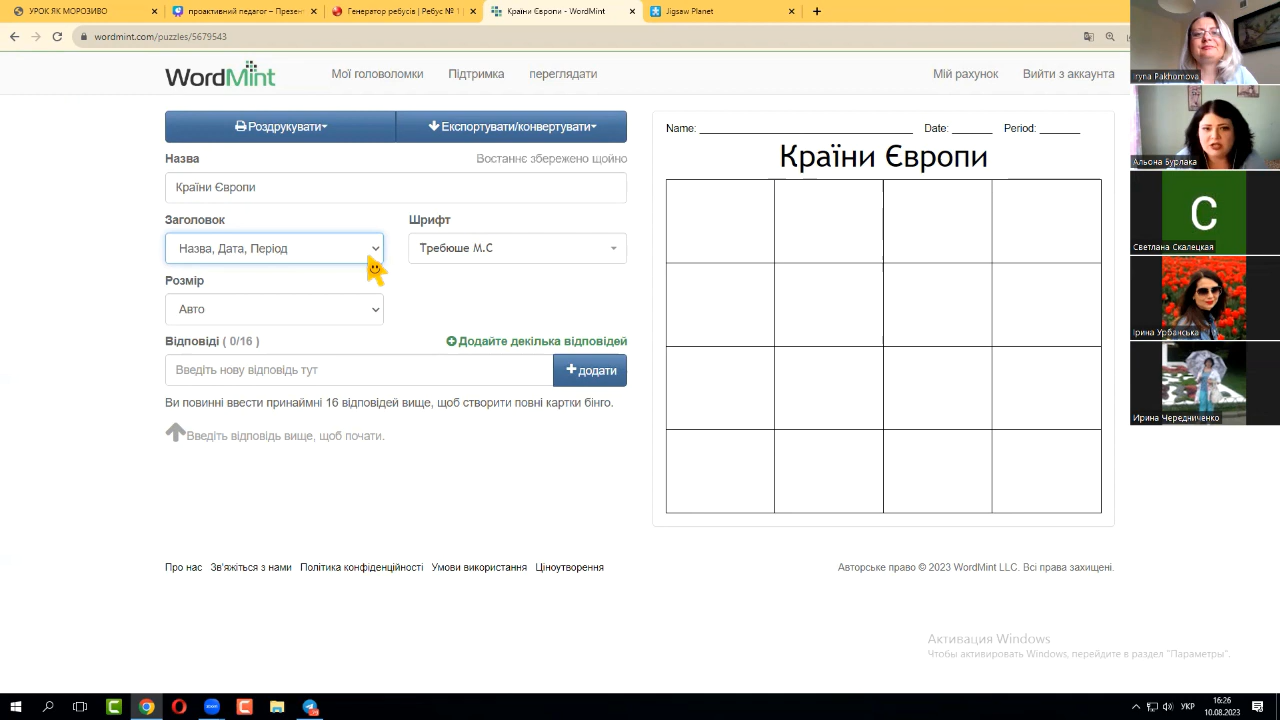 УРОК ЯК МОРОЗИВО
проактивний педагог – Презент
Генератор ребусів | Ребус № 1
Країни Європи - WordMint
Jigsaw Planet
wordmint.com/puzzles/5679543
WordMint
Мої головоломки
Підтримка
переглядати
Мій рахунок
Вийти з аккаунта
Роздрукувати
Експортувати/конвертувати
Назва
Востаннє збережено щойно
Країни Європи
Заголовок
Шрифт
Назва, Дата, Період
Требюше М.С
Розмір
Авто
Відповіді ( 0/16 )
Додайте декілька відповідей
Введіть нову відповідь тут
+ додати
Ви повинні ввести принаймні 16 відповідей вище, щоб створити повні картки бінго.
Введіть відповідь вище, щоб почати.
Name: Date: Period:
Країни Європи
Про нас
Зв'яжіться з нами
Політика конфіденційності
Умови використання
Ціноутворення
Авторське право © 2023 WordMint LLC. Всі права захищені.
Активация Windows
Чтобы активировать Windows, перейдите в раздел "Параметры".
Iryna Pakhomova
Альона Бурлака
С
Светлана Скалецкая
Ірина Урбанська
Ирина Чередниченко
zoom
УКР
16:26
10.08.2023